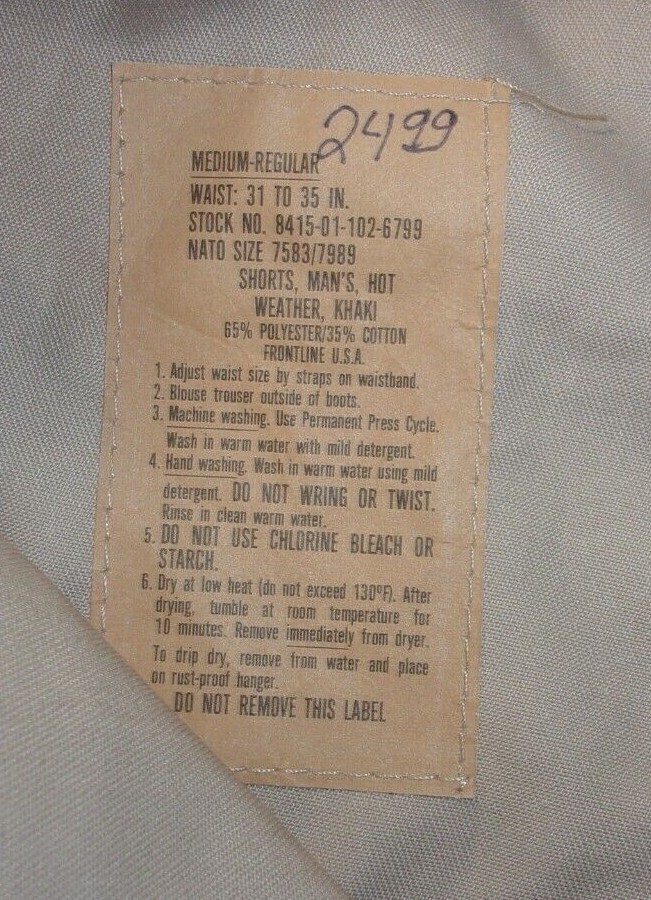 2499
MEDIUM-REGULAR
WAIST: 31 TO 35 IN.
STOCK NO. 8415-01-102-6799
NATO SIZE 7583/7989
SHORTS, MAN'S, HOT
WEATHER, KHAKI
65% POLYESTER/35% COTTON
FRONTLINE U.S.A.
1. Adjust waist size by straps on waistband.
2. Blouse trouser outside of boots.
3. Machine washing. Use Permanent Press Cycle.
Wash in warm water with mild detergent.
4. Hand washing. Wash in warm water using mild
detergent. DO NOT WRING OR TWIST.
Rinse in clean warm water.
5. DO NOT USE CHLORINE BLEACH OR
STARCH.
6. Dry at low heat (do not exceed 130ºF). After
drying, tumble at room temperature for
10 minutes. Remove immediately from dryer.
To drip dry, remove from water and place
on rust-proof hanger.
DO NOT REMOVE THIS LABEL